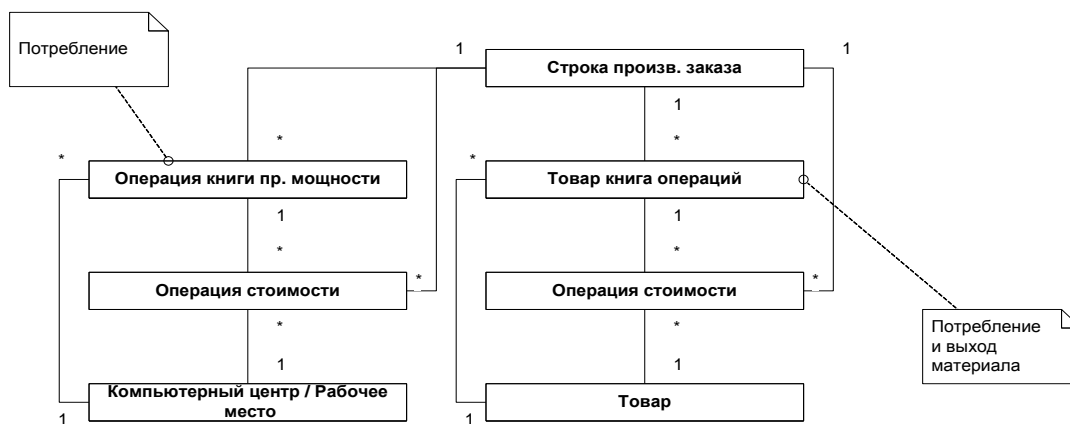 Потребление
1
1
Строка произв. заказа
1
*
*
*
*
Операция книги пр. мощности
Товар книга операций
1
1
*
*
*
*
Операция стоимости
Операция стоимости
*
*
Потребление
и выход
материала
1
1
Компьютерный центр / Рабочее
место
Товар
1
1